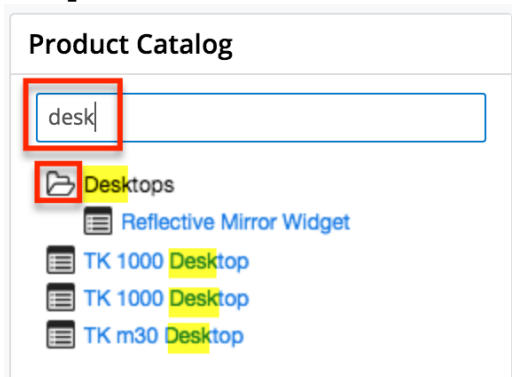 Product Catalog
desk
Desktops
Reflective Mirror Widget
TK 1000 Desktop
TK 1000 Desktop
TK m30 Desktop